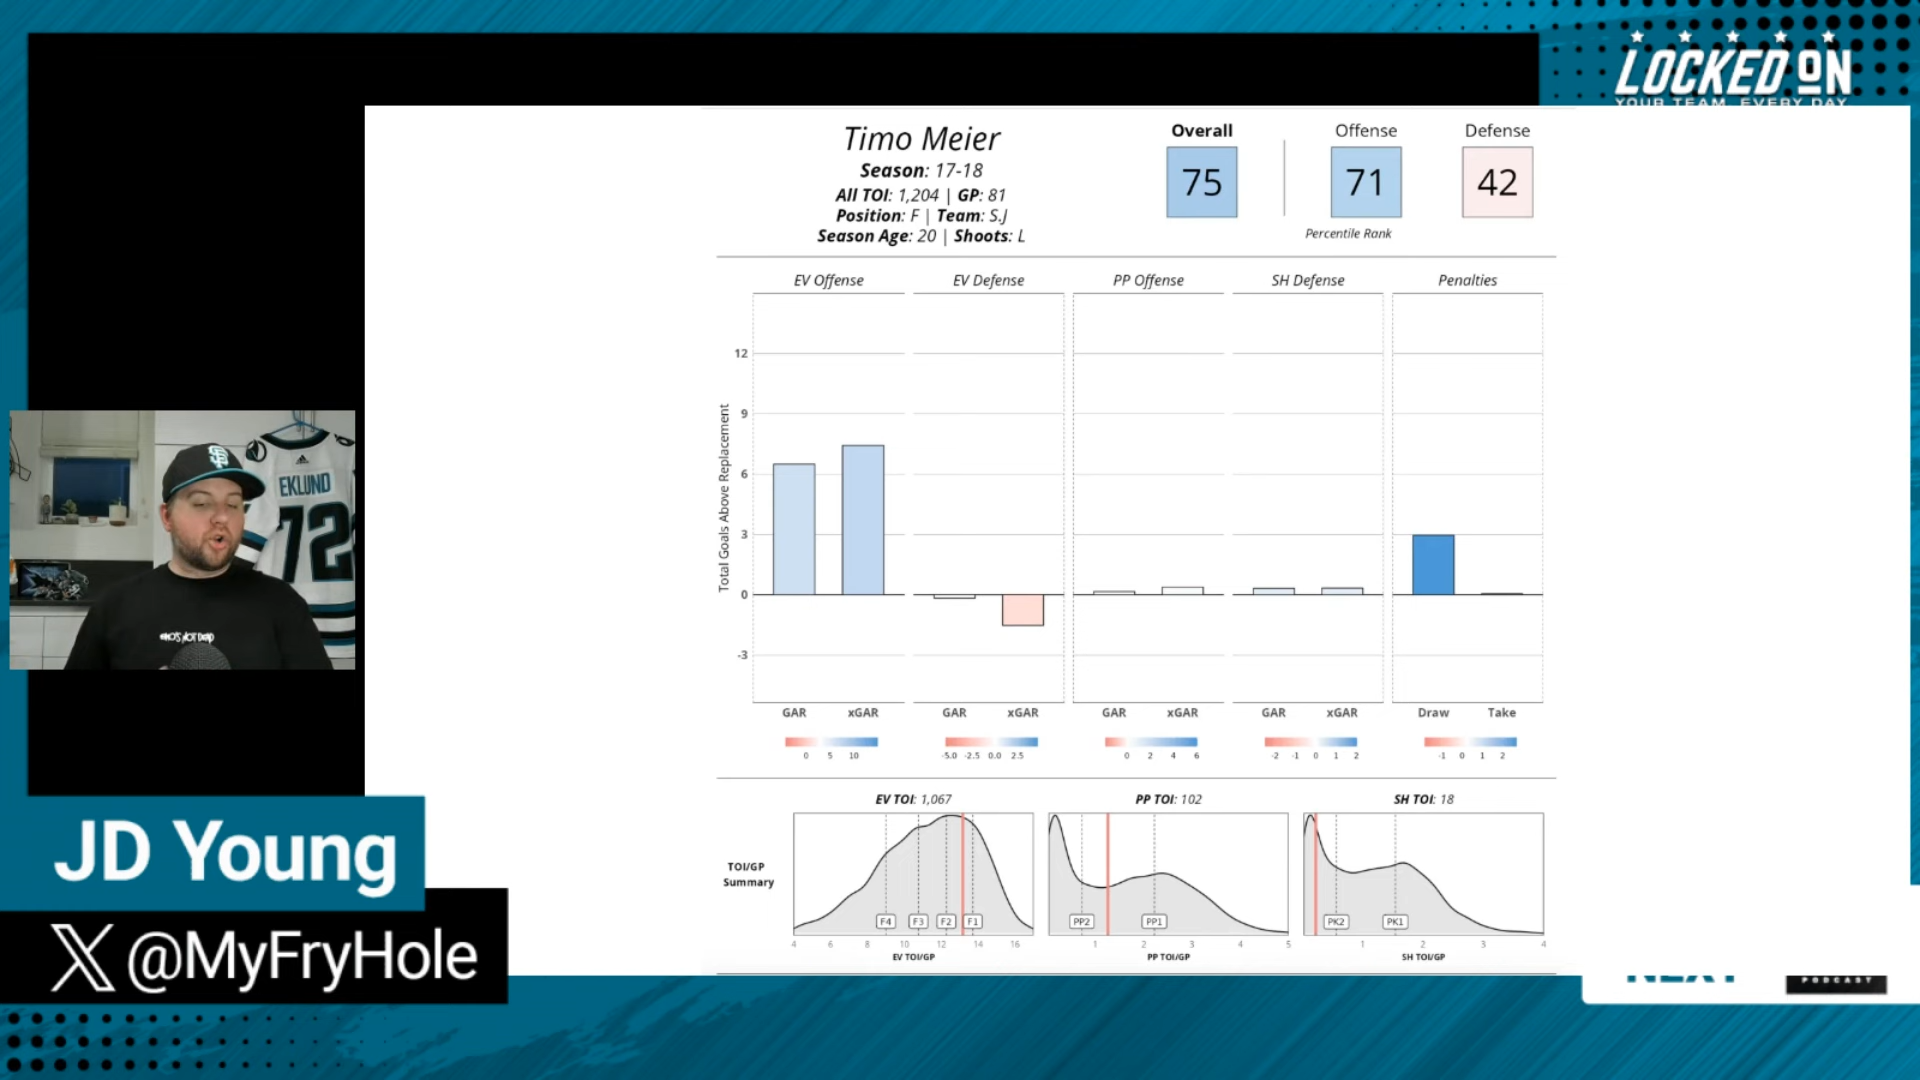 LOCKED ON
YOUR TEAM. EVERY DAY
Timo Meier
Season: 17-18
All TOI: 1,204 | GP: 81
Position: F | Team: S.J
Season Age: 20 | Shoots: L
Overall
Offense
Defense
75
71
42
Percentile Rank
EV Offense
EV Defense
PP Offense
SH Defense
Penalties
Total Goals Above Replacement
12
9
6
3
0
-3
GAR xGAR
GAR xGAR
GAR xGAR
GAR xGAR
Draw Take
0 5 10
-5.0 -2.5 0.0 2.5
0 2 4 6
-2 -1 0 1 2
-1 0 1 2
EV TOI: 1,067
PP TOI: 102
SH TOI: 18
TOI/GP
Summary
F4 F3 F2 F1
PP2 PP1
PK2 PK1
4 6 8 10 12 14 16
1 2 3 4 5
1 2 3 4
EV TOI/GP
PP TOI/GP
SH TOI/GP
EKLUND
72
JD Young
X @MyFryHole
NEXT
PODCAST